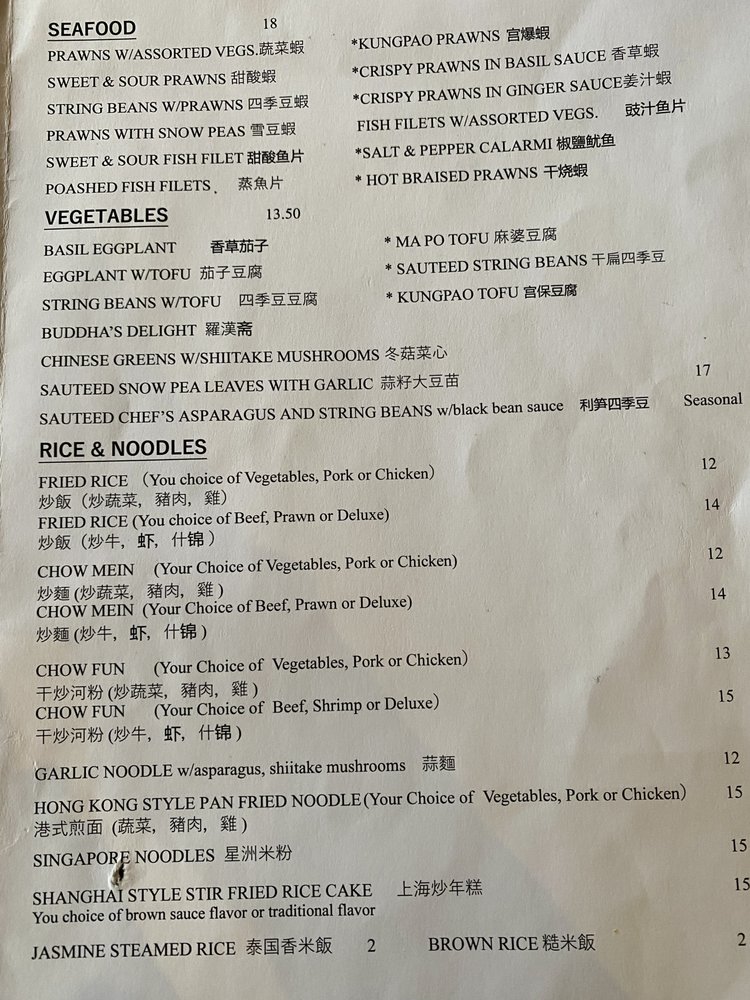 SEAFOOD 18
PRAWNS W/ASSORTED VEGS.蔬菜蝦
SWEET & SOUR PRAWNS 甜酸蝦
STRING BEANS W/PRAWNS 四季豆蝦
PRAWNS WITH SNOW PEAS 雪豆蝦
SWEET & SOUR FISH FILET 甜酸鱼片
POASHED FISH FILETS. 蒸魚片
*KUNGPAO PRAWNS 宫爆蝦
*CRISPY PRAWNS IN BASIL SAUCE 香草蝦
*CRISPY PRAWNS IN GINGER SAUCE姜汁蝦
FISH FILETS W/ASSORTED VEGS. 豉汁鱼片
*SALT & PEPPER CALARMI 椒鹽鱿鱼
* HOT BRAISED PRAWNS 干烧蝦
VEGETABLES 13.50
BASIL EGGPLANT 香草茄子
EGGPLANT W/TOFU 茄子豆腐
STRING BEANS W/TOFU 四季豆豆腐
BUDDHA'S DELIGHT 羅漢斋
* MA PO TOFU 麻婆豆腐
* SAUTEED STRING BEANS 干扁四季豆
* KUNGPAO TOFU 宫保豆腐
CHINESE GREENS W/SHIITAKE MUSHROOMS 冬菇菜心
SAUTEED SNOW PEA LEAVES WITH GARLIC 蒜籽大豆苗 17
SAUTEED CHEF'S ASPARAGUS AND STRING BEANS w/black bean sauce 利笋四季豆 Seasonal
RICE & NOODLES
FRIED RICE （You choice of Vegetables, Pork or Chicken） 12
炒飯（炒蔬菜，豬肉，雞）
FRIED RICE (You choice of Beef, Prawn or Deluxe) 14
炒飯（炒牛，虾，什锦）
CHOW MEIN (Your Choice of Vegetables, Pork or Chicken) 12
炒麵 (炒蔬菜，豬肉，雞 )
CHOW MEIN (Your Choice of Beef, Prawn or Deluxe) 14
炒麵 (炒牛，虾，什锦 )
CHOW FUN (Your Choice of Vegetables, Pork or Chicken） 13
干炒河粉 (炒蔬菜，豬肉，雞 )
CHOW FUN (Your Choice of Beef, Shrimp or Deluxe） 15
干炒河粉 (炒牛，虾，什锦 )
GARLIC NOODLE w/asparagus, shiitake mushrooms 蒜麵 12
HONG KONG STYLE PAN FRIED NOODLE(Your Choice of Vegetables, Pork or Chicken） 15
港式煎面 (蔬菜，豬肉，雞 )
SINGAPORE NOODLES 星洲米粉 15
SHANGHAI STYLE STIR FRIED RICE CAKE 上海炒年糕 15
You choice of brown sauce flavor or traditional flavor
JASMINE STEAMED RICE 泰国香米飯 2 BROWN RICE 糙米飯 2